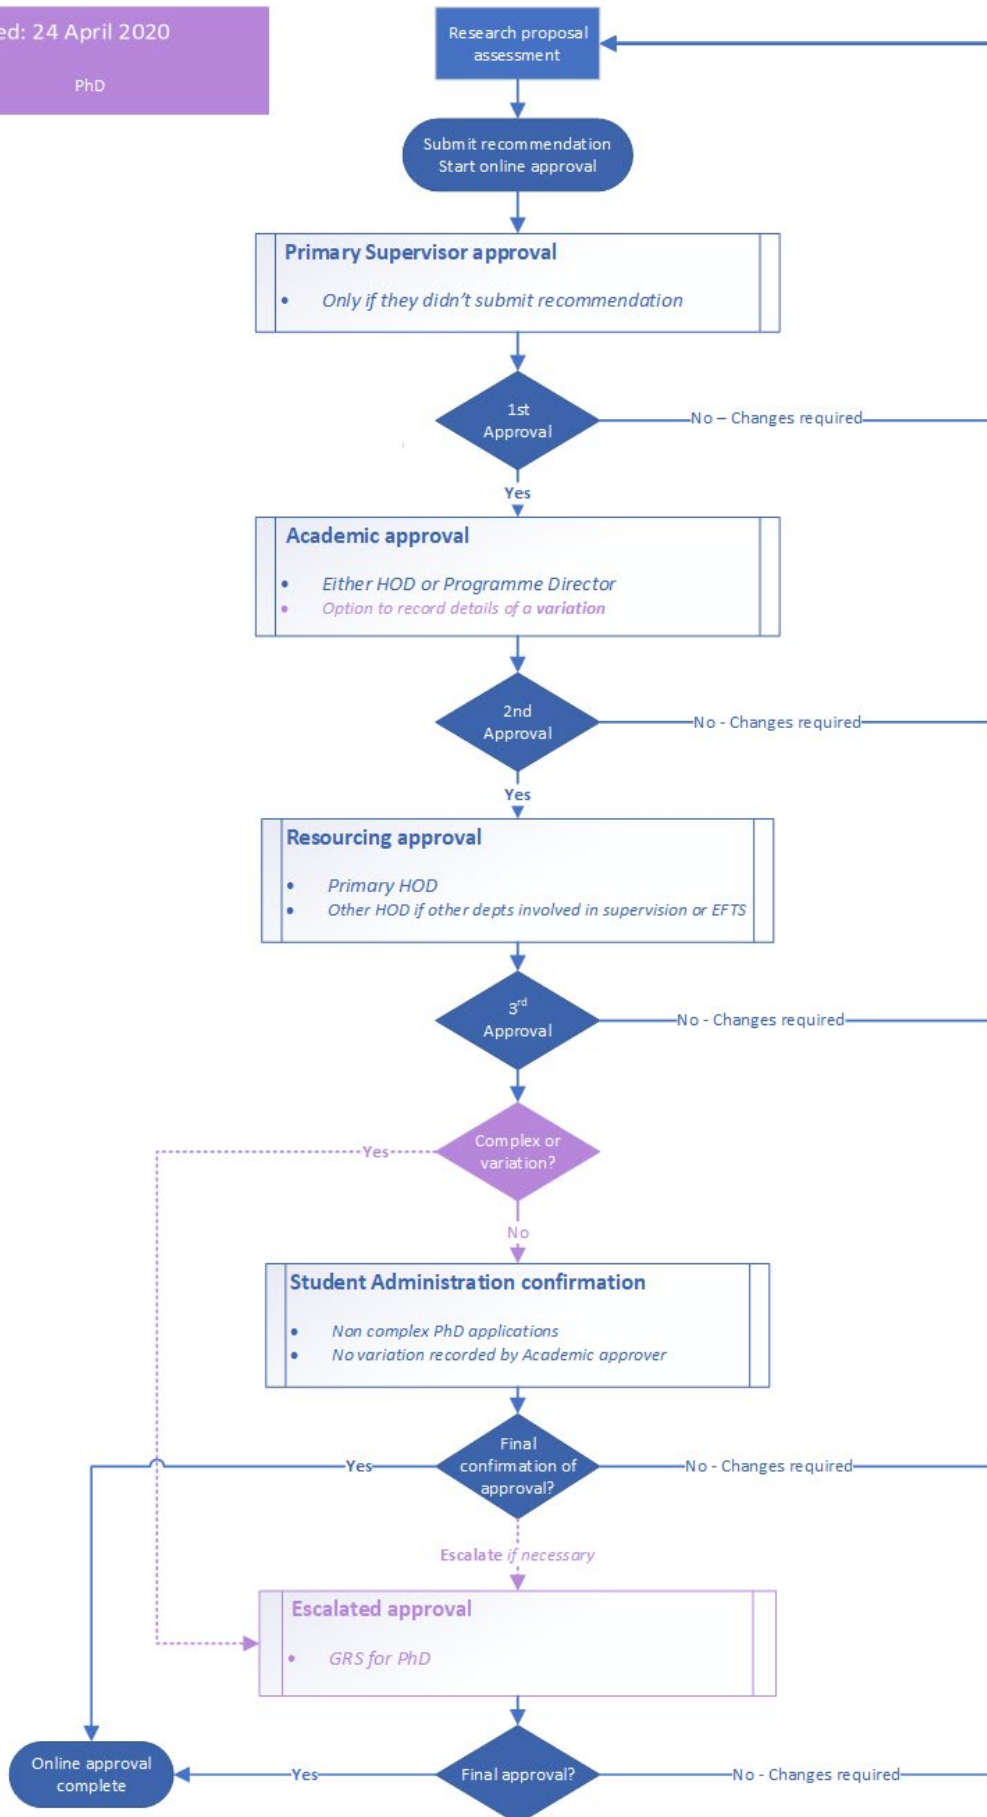 ed: 24 April 2020
PhD
Research proposal
assessment
Submit recommendation
Start online approval
Primary Supervisor approval
• Only if they didn't submit recommendation
1st
Approval
No – Changes required
Yes
Academic approval
• Either HOD or Programme Director
• Option to record details of a variation
2nd
Approval
No - Changes required
Yes
Resourcing approval
• Primary HOD
• Other HOD if other depts involved in supervision or EFTS
3rd
Approval
No - Changes required
Complex or
variation?
Yes
No
Student Administration confirmation
• Non complex PhD applications
• No variation recorded by Academic approver
Final
confirmation of
approval?
Yes
No - Changes required
Escalate if necessary
Escalated approval
• GRS for PhD
Online approval
complete
Yes
Final approval?
No - Changes required